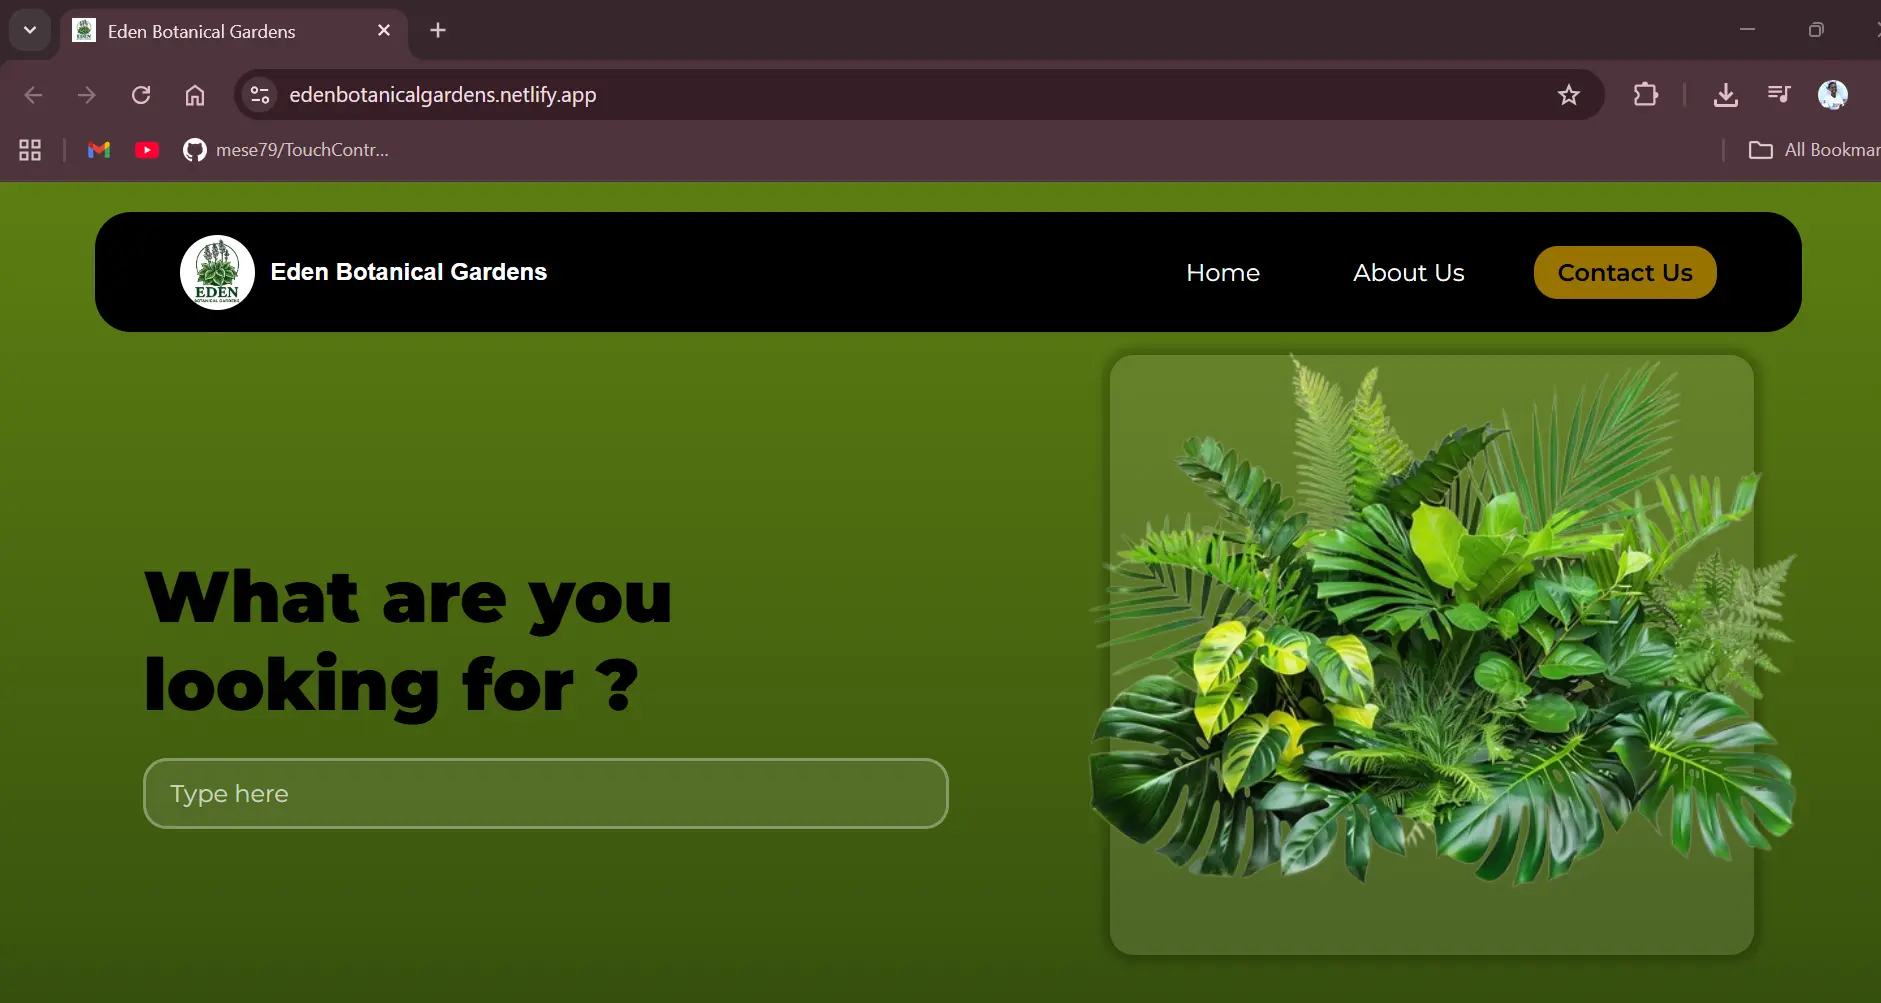 Eden Botanical Gardens
edenbotanicalgardens.netlify.app
mese79/TouchContr...
All Bookmar
EDEN
BOTANICAL GARDENS
Eden Botanical Gardens
Home
About Us
Contact Us
What are you
looking for ?
Type here